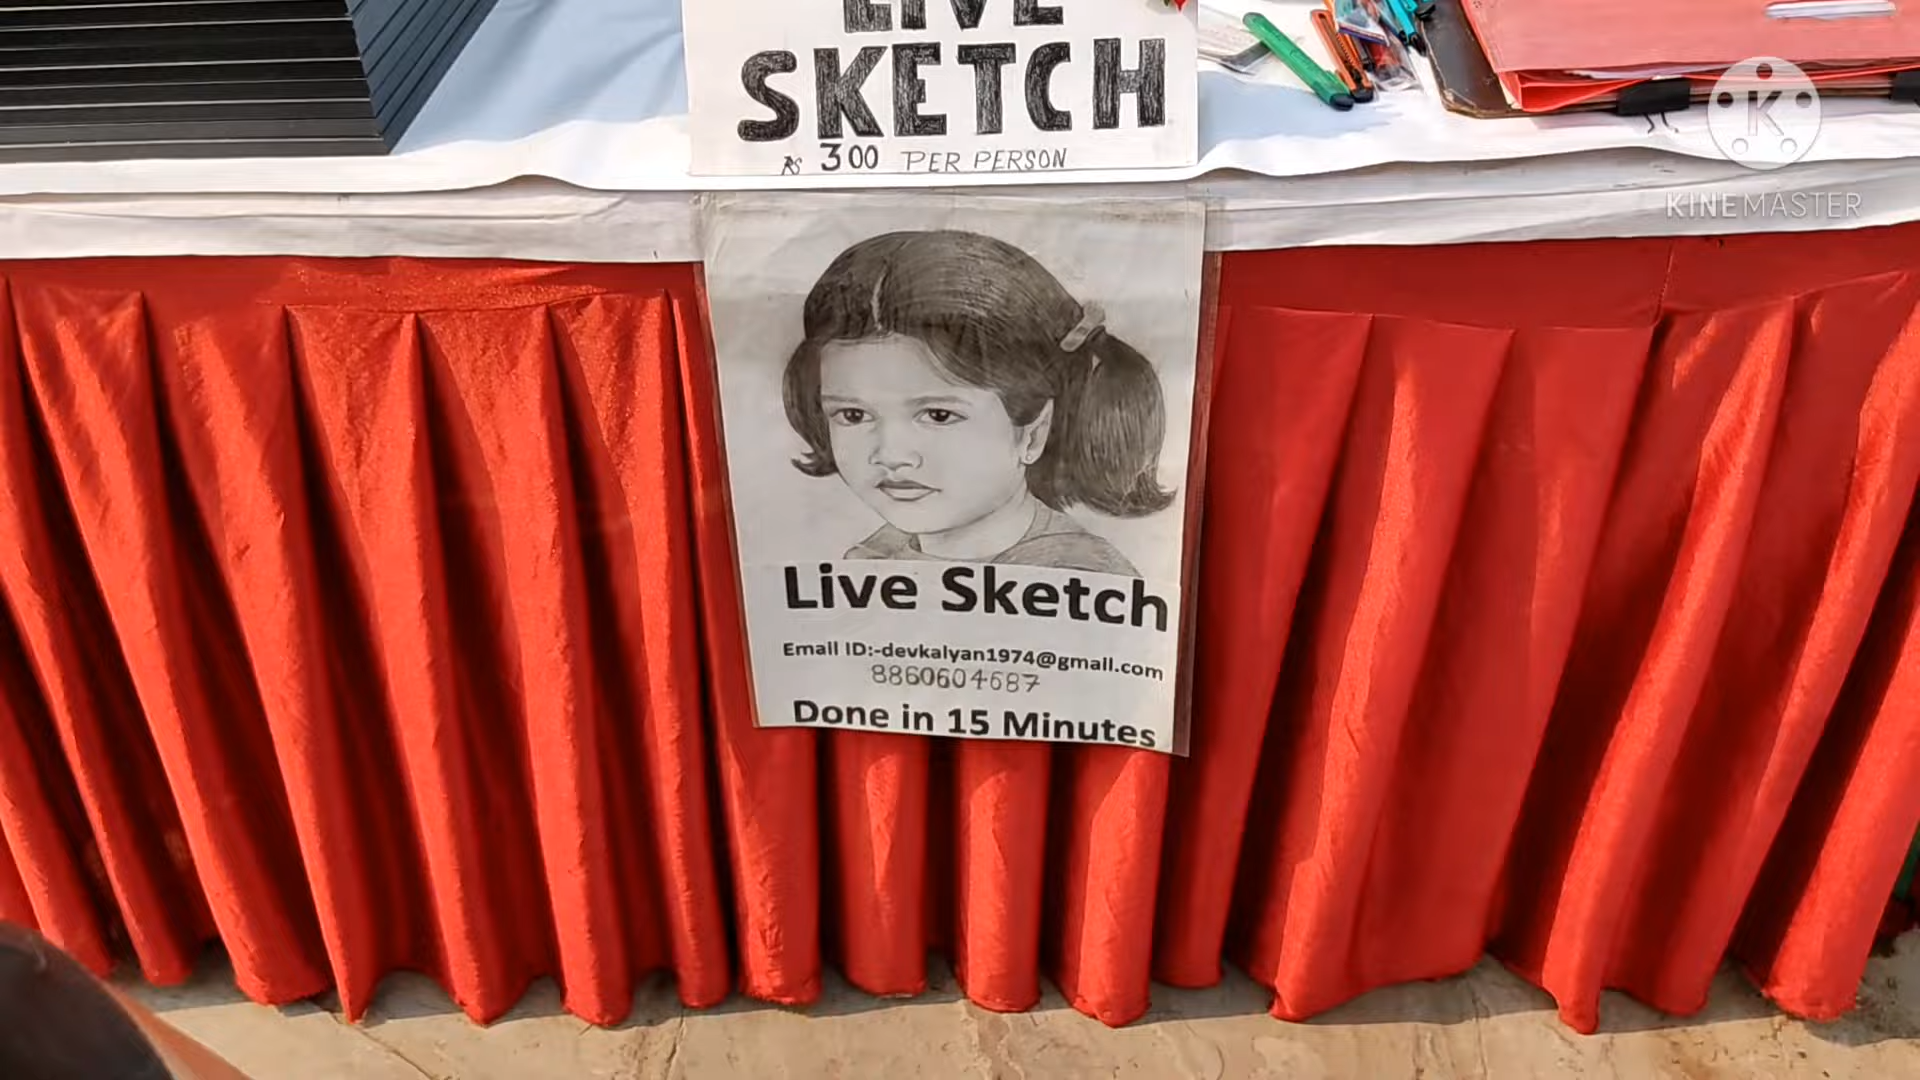 LIVE
SKETCH
Rs 300 PER PERSON
K
KINEMASTER
Live Sketch
Email ID:-devkalyan1974@gmail.com
8860604687
Done in 15 Minutes